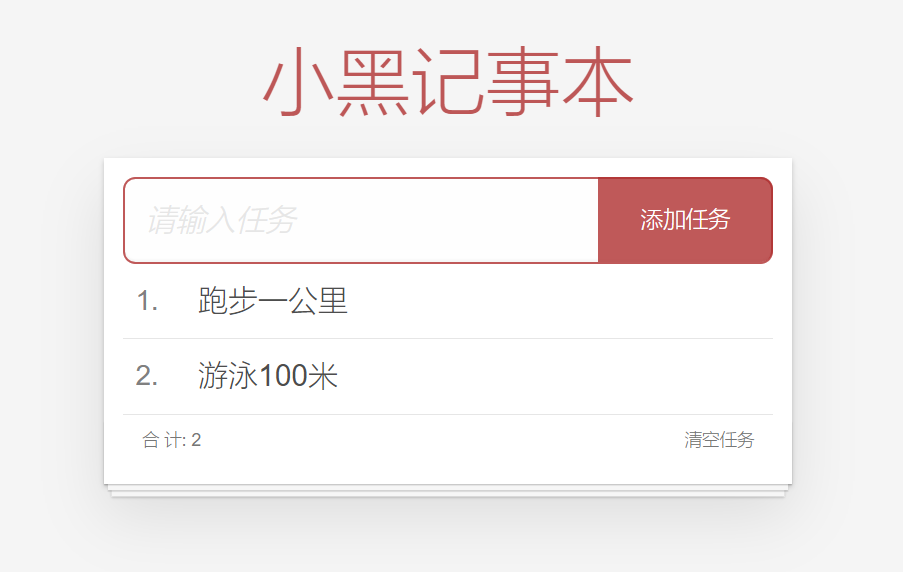 小黑记事本
请输入任务
添加任务
1. 跑步一公里
2. 游泳100米
合 计: 2 清空任务